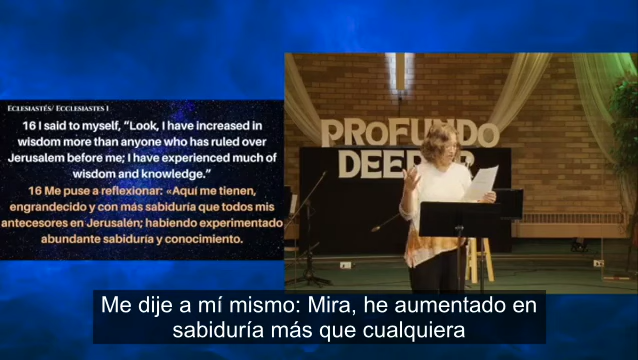 Eclesiastés/ Ecclesiastes 1
16 I said to myself, “Look, I have increased in
wisdom more than anyone who has ruled over
Jerusalem before me; I have experienced much of
wisdom and knowledge.”
16 Me puse a reflexionar: «Aquí me tienen,
engrandecido y con más sabiduría que todos mis
antecesores en Jerusalén; habiendo experimentado
abundante sabiduría y conocimiento.
PROFUNDO
Me dije a mí mismo: Mira, he aumentado en
sabiduría más que cualquiera